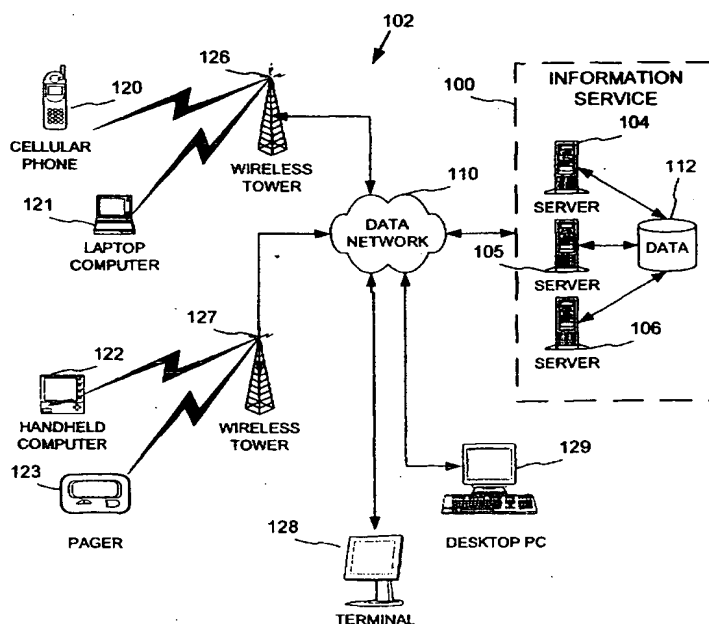 102
126
120
CELLULAR
PHONE
WIRELESS
TOWER
121
LAPTOP
COMPUTER
110
DATA
NETWORK
100
INFORMATION
SERVICE
104
SERVER
112
DATA
105
SERVER
106
SERVER
127
122
HANDHELD
COMPUTER
WIRELESS
TOWER
123
PAGER
129
DESKTOP PC
128
TERMINAL